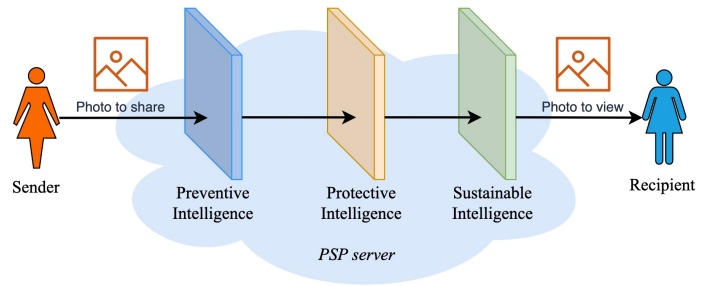 Photo to share
Photo to view
Sender
Preventive
Intelligence
Protective
Intelligence
Sustainable
Intelligence
Recipient
PSP server